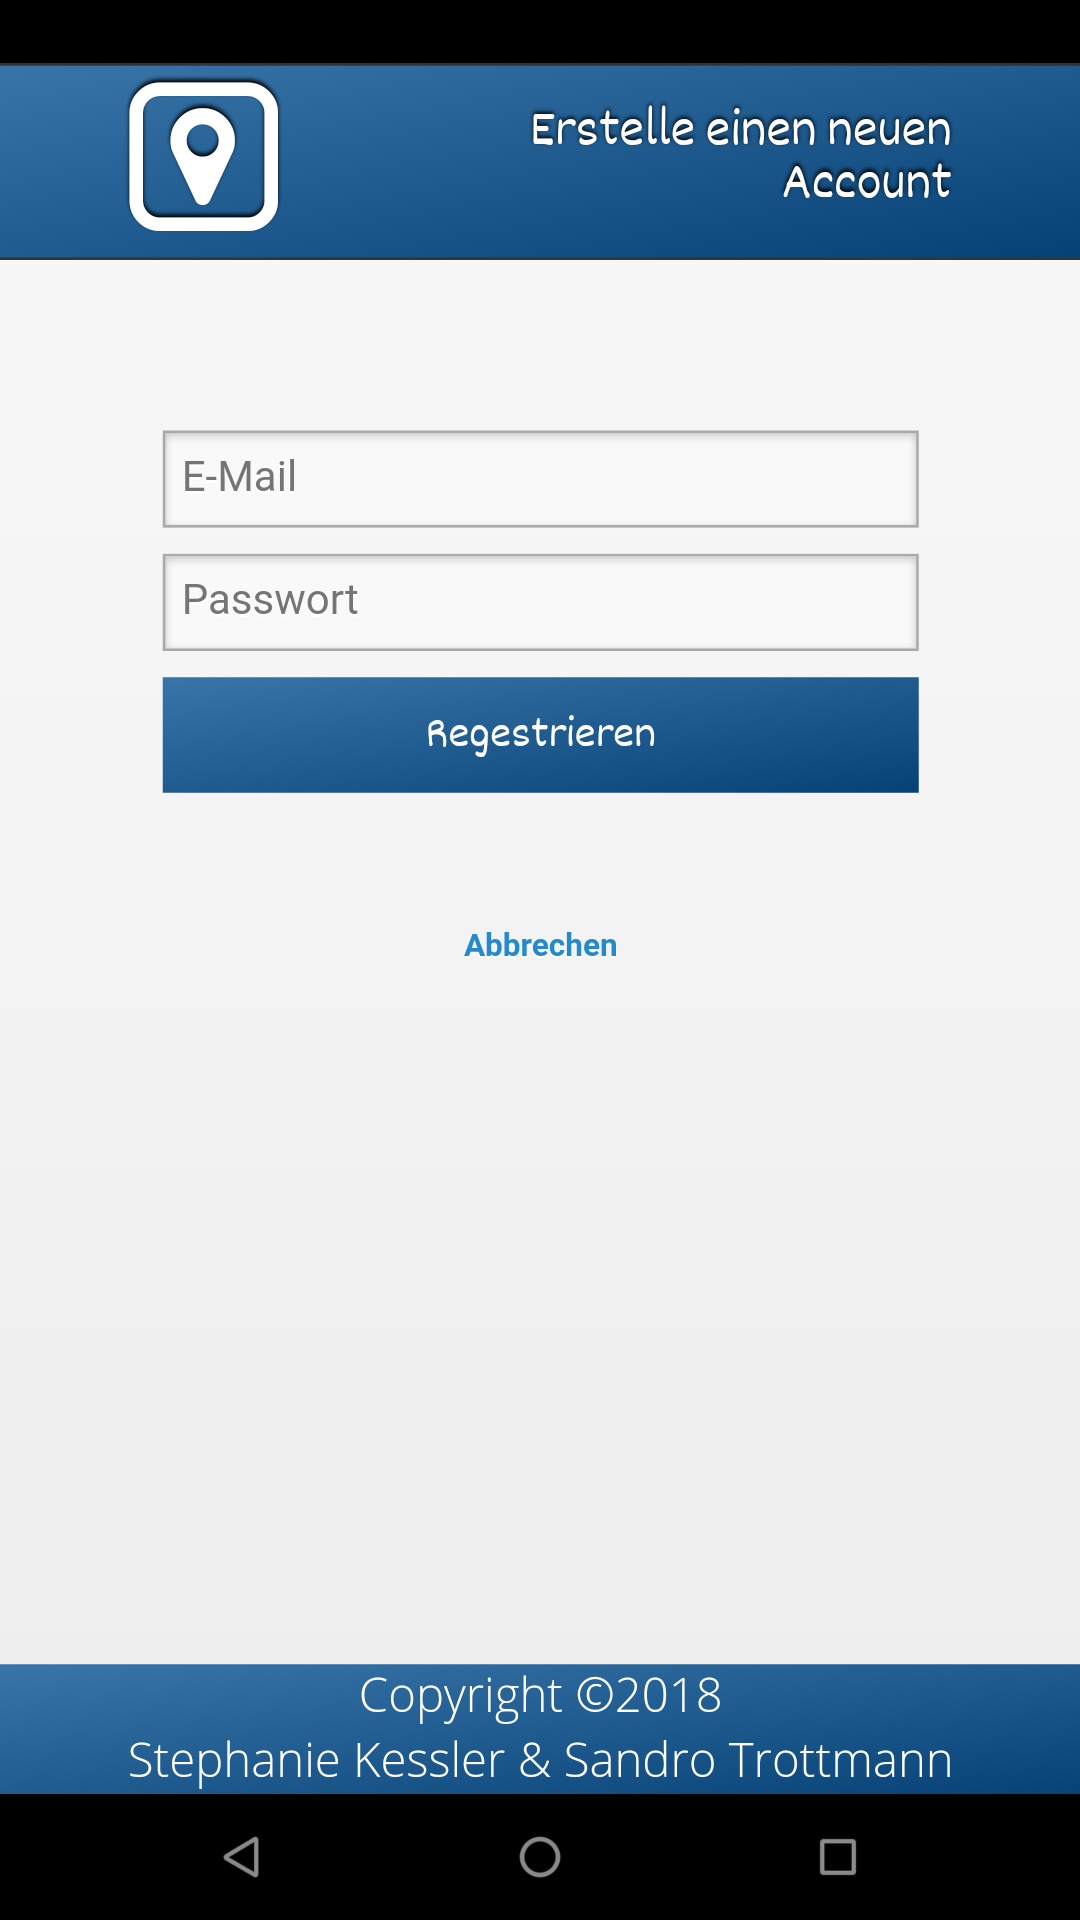 Erstelle einen neuen
Account
E-Mail
Passwort
Regestrieren
Abbrechen
Copyright ©2018
Stephanie Kessler & Sandro Trottmann